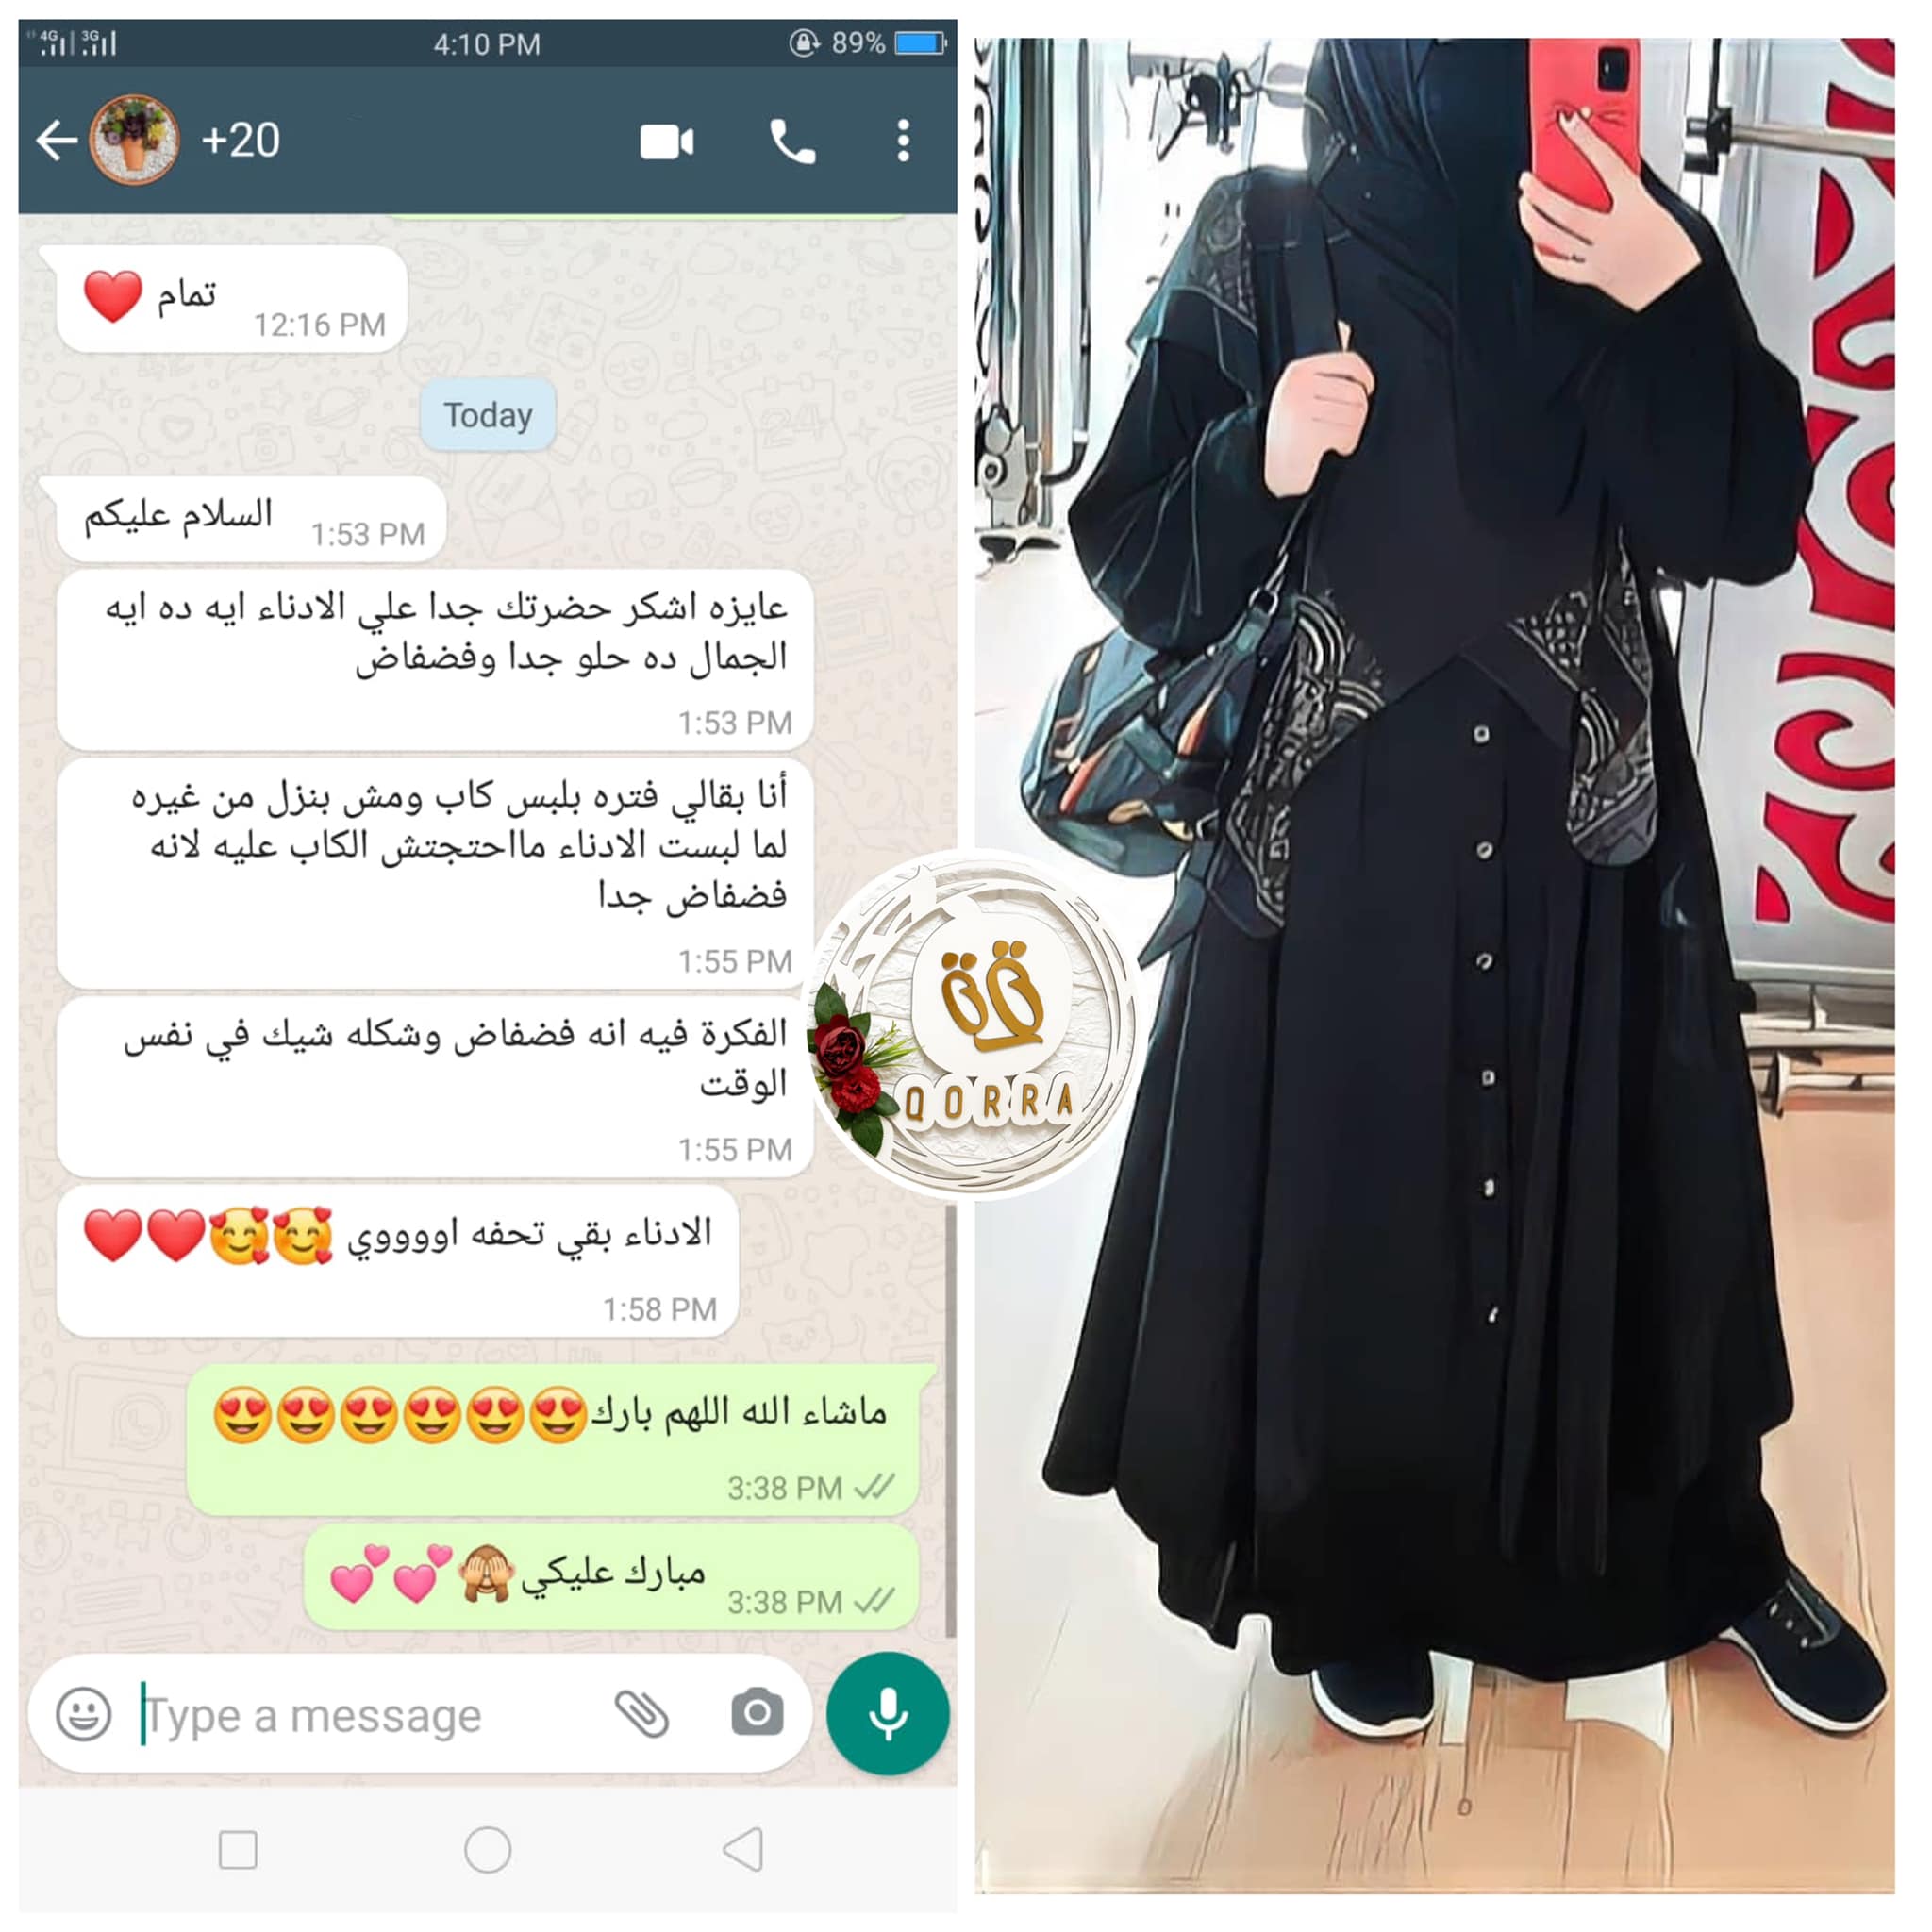 4G 3G 4:10 PM 89%
+20
تمام ❤️
12:16 PM
Today
السلام عليكم
1:53 PM
عايزه اشكر حضرتك جدا علي الادناء ايه ده ايه
الجمال ده حلو جدا وفضفاض
1:53 PM
أنا بقالي فتره بلبس كاب ومش بنزل من غيره
لما لبست الادناء مااحتجتش الكاب عليه لانه
فضفاض جدا
1:55 PM
الفكرة فيه انه فضفاض وشكله شيك في نفس
الوقت
1:55 PM
الادناء بقي تحفه اووووي 🥰🥰❤️❤️
1:58 PM
ماشاء الله اللهم بارك😍😍😍😍😍😍
3:38 PM
مبارك عليكي🙈💕💕
3:38 PM
Type a message
QORRA